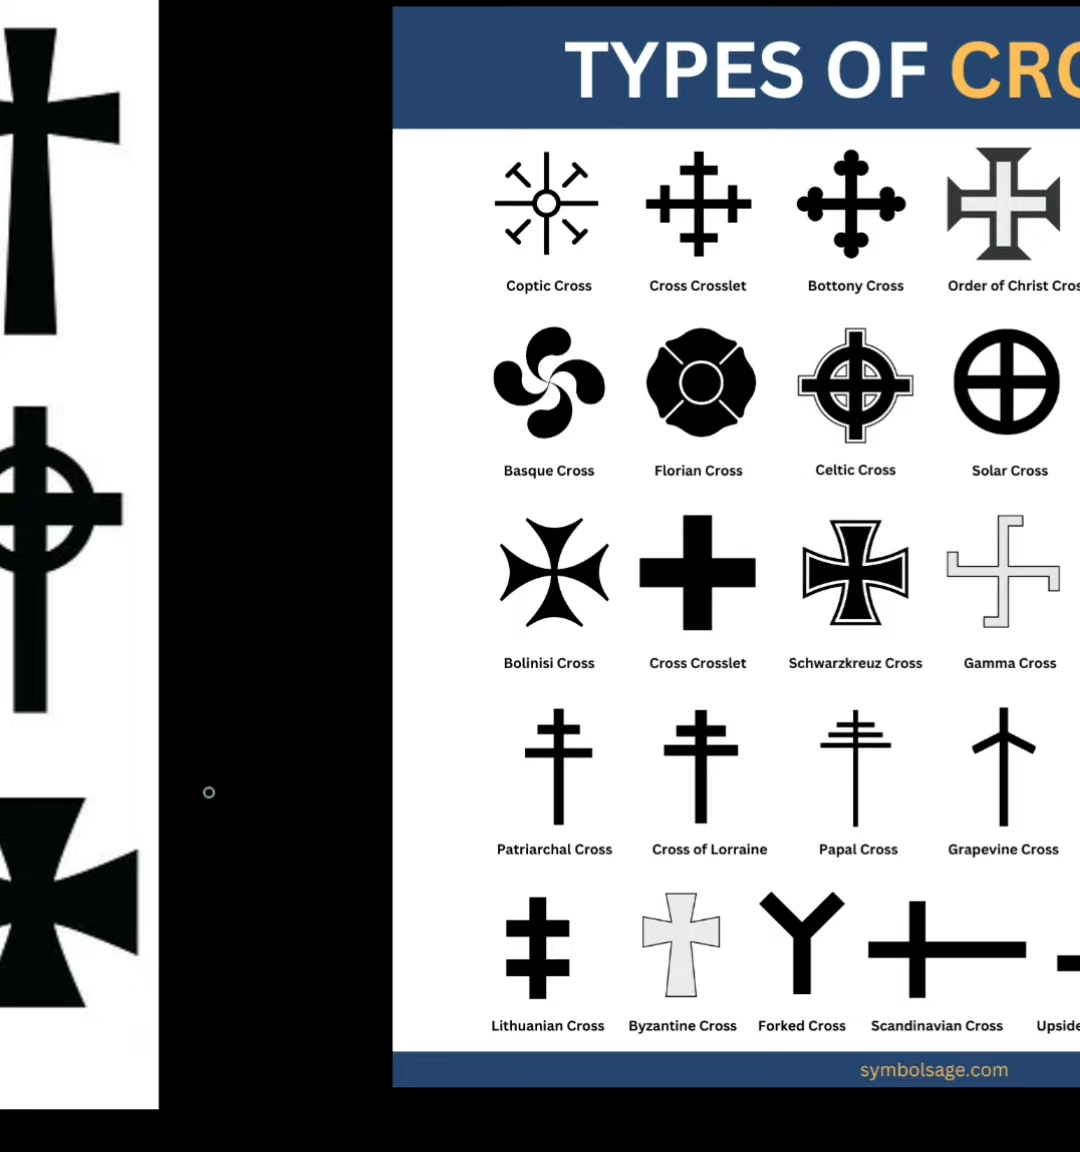 TYPES OF CRO
Coptic Cross Cross Crosslet Bottony Cross Order of Christ Cros
Basque Cross Florian Cross Celtic Cross Solar Cross
Bolinisi Cross Cross Crosslet Schwarzkreuz Cross Gamma Cross
Patriarchal Cross Cross of Lorraine Papal Cross Grapevine Cross
Lithuanian Cross Byzantine Cross Forked Cross Scandinavian Cross Upside
symbolsage.com